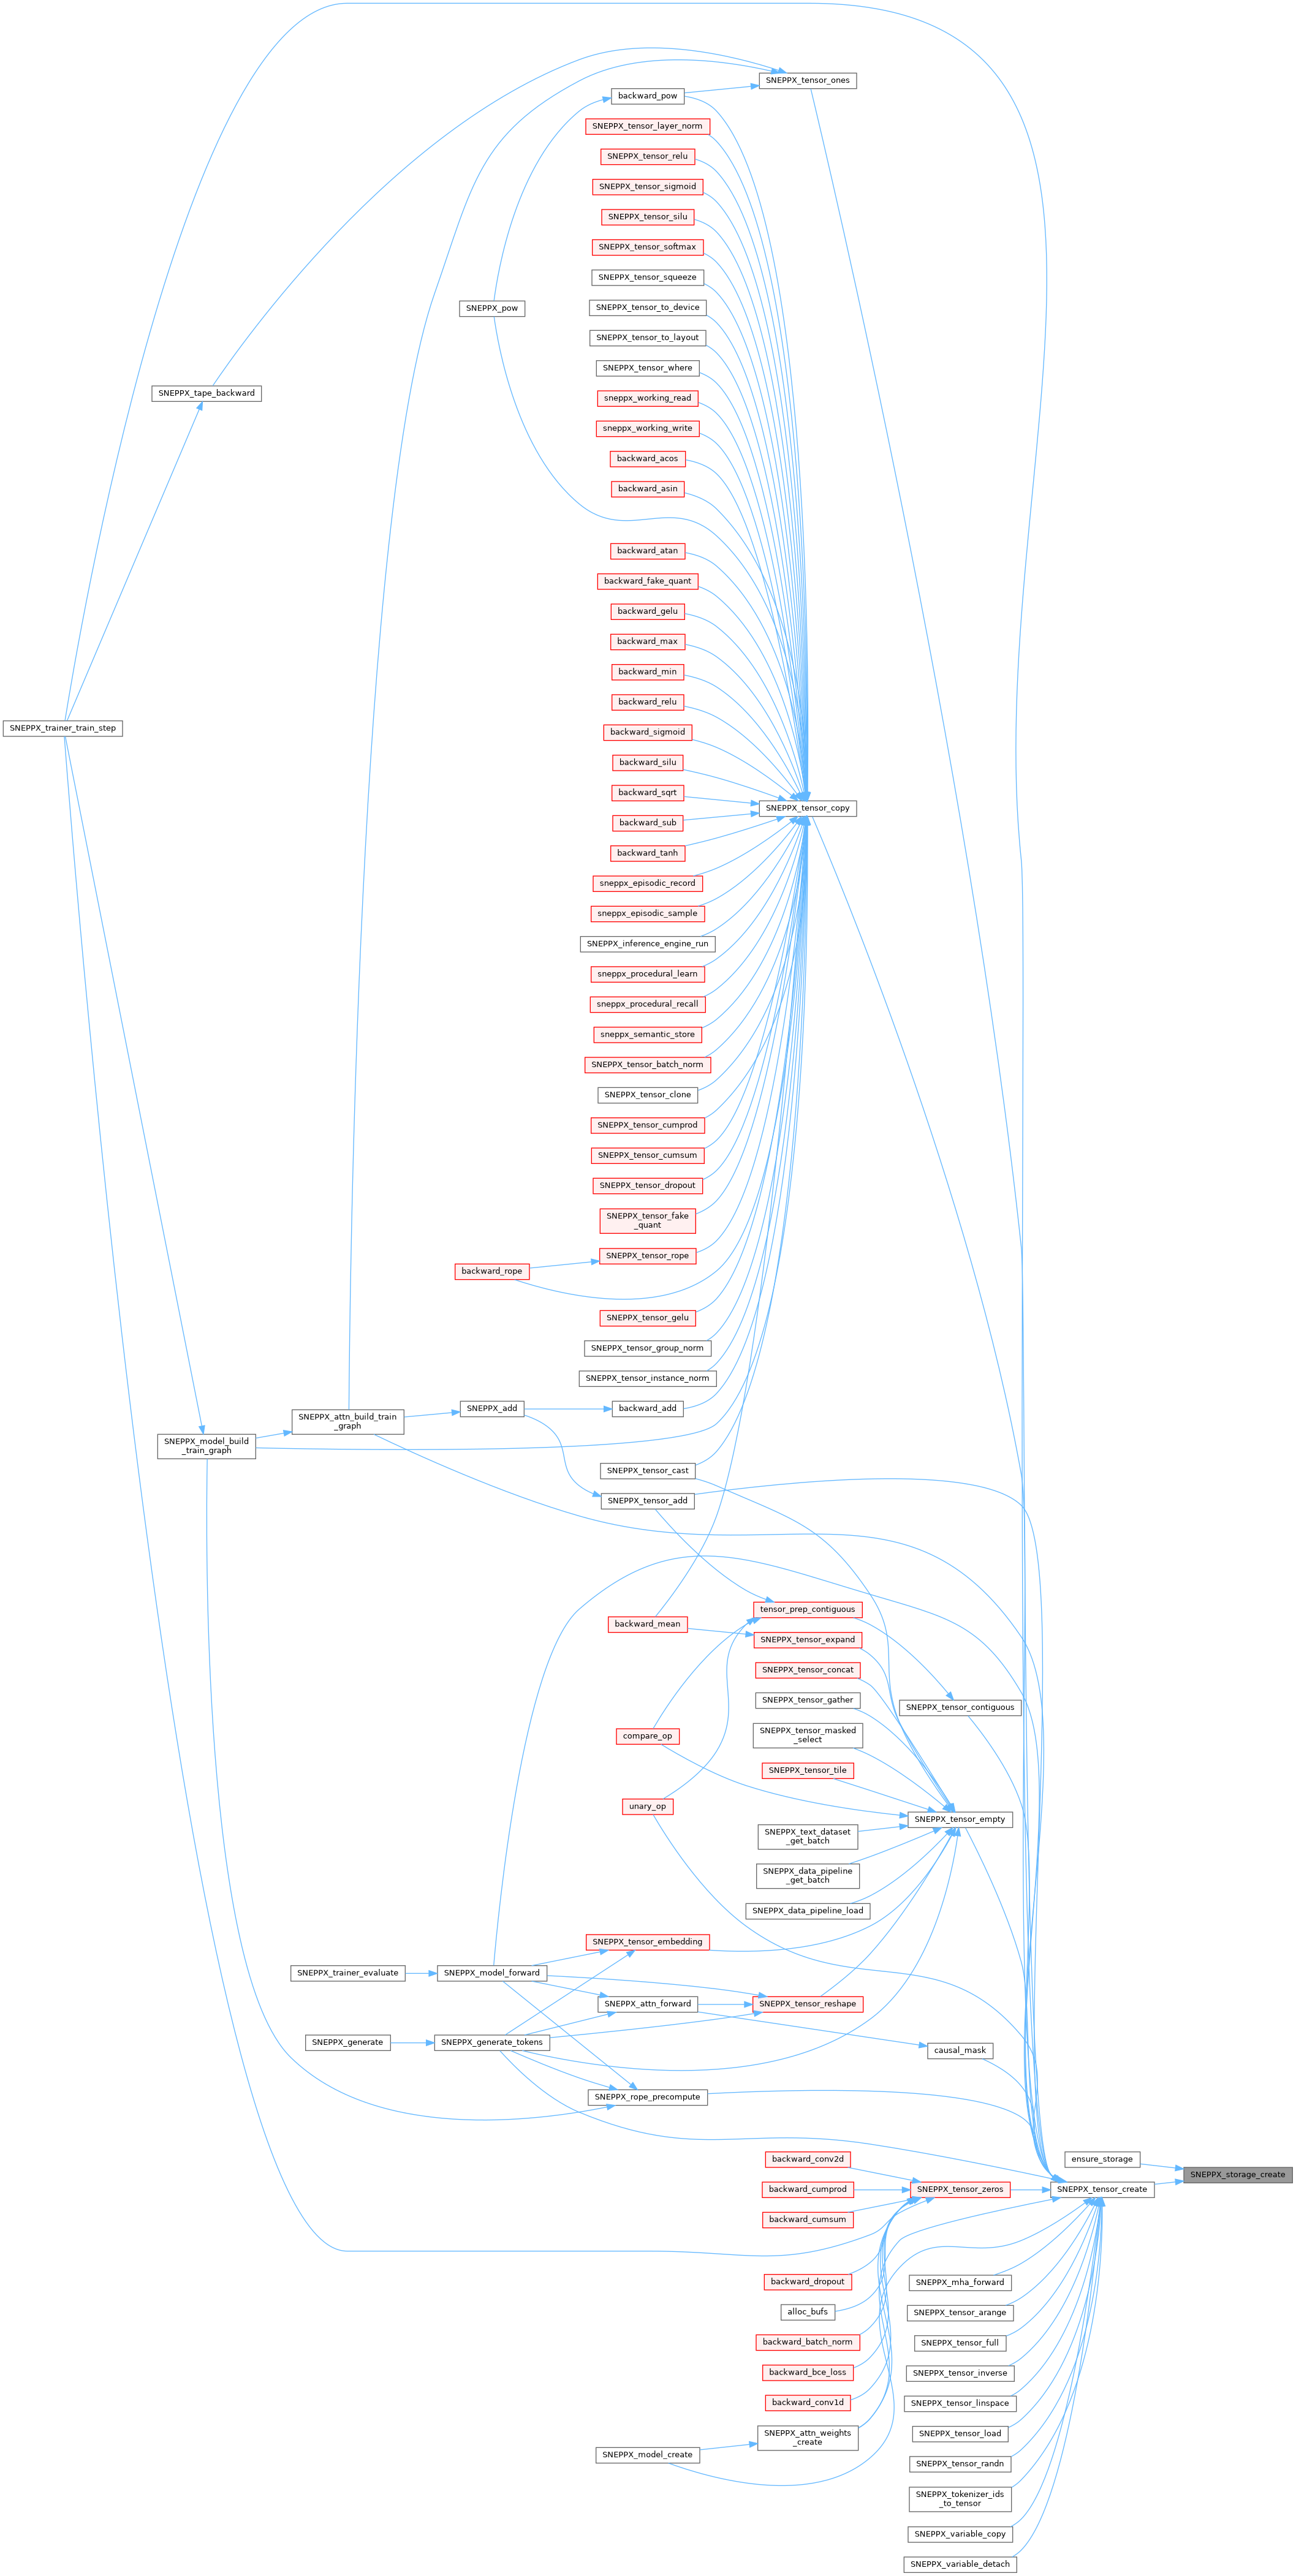 SNEPPX_tensor_ones
backward_pow
SNEPPX_tensor_layer_norm
SNEPPX_tensor_relu
SNEPPX_tensor_sigmoid
SNEPPX_tensor_silu
SNEPPX_tensor_softmax
SNEPPX_tensor_squeeze
SNEPPX_tensor_to_device
SNEPPX_pow
SNEPPX_tensor_to_layout
SNEPPX_tensor_where
SNEPPX_tape_backward
sneppx_working_read
sneppx_working_write
backward_acos
backward_asin
backward_atan
backward_fake_quant
backward_gelu
backward_max
backward_min
backward_relu
SNEPPX_trainer_train_step
backward_sigmoid
backward_silu
backward_sqrt
SNEPPX_tensor_copy
backward_sub
backward_tanh
sneppx_episodic_record
sneppx_episodic_sample
SNEPPX_inference_engine_run
sneppx_procedural_learn
sneppx_procedural_recall
sneppx_semantic_store
SNEPPX_tensor_batch_norm
SNEPPX_tensor_clone
SNEPPX_tensor_cumprod
SNEPPX_tensor_cumsum
SNEPPX_tensor_dropout
SNEPPX_tensor_fake
_quant
SNEPPX_tensor_rope
backward_rope
SNEPPX_tensor_gelu
SNEPPX_tensor_group_norm
SNEPPX_tensor_instance_norm
SNEPPX_add
backward_add
SNEPPX_attn_build_train
_graph
SNEPPX_model_build
_train_graph
SNEPPX_tensor_cast
SNEPPX_tensor_add
tensor_prep_contiguous
backward_mean
SNEPPX_tensor_expand
SNEPPX_tensor_concat
SNEPPX_tensor_gather
SNEPPX_tensor_contiguous
SNEPPX_tensor_masked
_select
compare_op
SNEPPX_tensor_tile
unary_op
SNEPPX_tensor_empty
SNEPPX_text_dataset
_get_batch
SNEPPX_data_pipeline
_get_batch
SNEPPX_data_pipeline_load
SNEPPX_tensor_embedding
SNEPPX_trainer_evaluate
SNEPPX_model_forward
SNEPPX_attn_forward
SNEPPX_tensor_reshape
SNEPPX_generate
SNEPPX_generate_tokens
causal_mask
SNEPPX_rope_precompute
backward_conv2d
ensure_storage
SNEPPX_storage_create
backward_cumprod
SNEPPX_tensor_zeros
SNEPPX_tensor_create
backward_cumsum
backward_dropout
SNEPPX_mha_forward
alloc_bufs
SNEPPX_tensor_arange
backward_batch_norm
SNEPPX_tensor_full
backward_bce_loss
SNEPPX_tensor_inverse
backward_conv1d
SNEPPX_tensor_linspace
SNEPPX_attn_weights
_create
SNEPPX_tensor_load
SNEPPX_model_create
SNEPPX_tensor_randn
SNEPPX_tokenizer_ids
_to_tensor
SNEPPX_variable_copy
SNEPPX_variable_detach